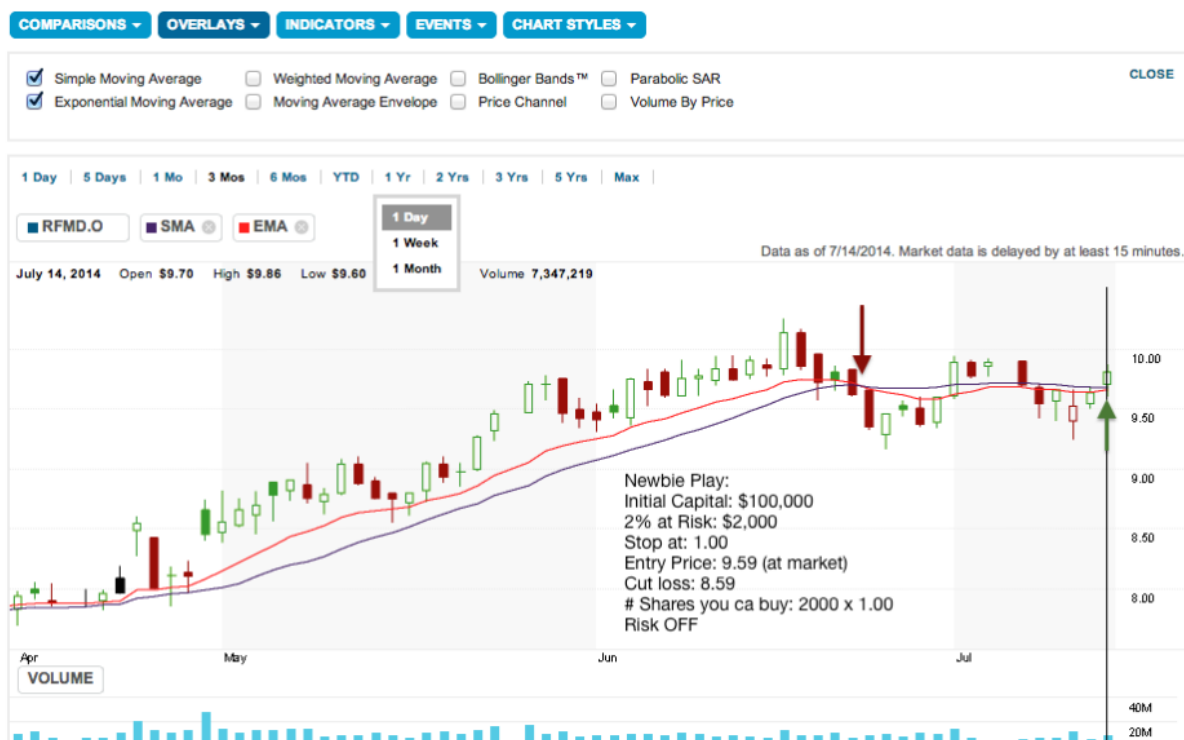 COMPARISONS OVERLAYS INDICATORS EVENTS CHART STYLES
Simple Moving Average Weighted Moving Average Bollinger Bands™ Parabolic SAR CLOSE
Exponential Moving Average Moving Average Envelope Price Channel Volume By Price
1 Day 5 Days 1 Mo 3 Mos 6 Mos YTD 1 Yr 2 Yrs 3 Yrs 5 Yrs Max
1 Day
1 Week
1 Month
RFMD.O SMA EMA
Data as of 7/14/2014. Market data is delayed by at least 15 minutes.
July 14, 2014 Open $9.70 High $9.86 Low $9.60 Volume 7,347,219
10.00
9.50
9.00
8.50
8.00
Newbie Play:
Initial Capital: $100,000
2% at Risk: $2,000
Stop at: 1.00
Entry Price: 9.59 (at market)
Cut loss: 8.59
# Shares you ca buy: 2000 x 1.00
Risk OFF
Apr May Jun Jul
VOLUME
40M
20M